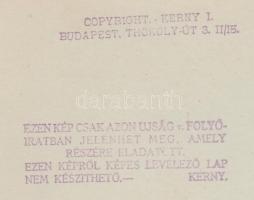 COPYRIGHT. - KERNY I.
BUDAPEST, THÖKÖLY-ÚT 3. II/15.
darabanth
EZEN KÉP CSAK AZON UJSÁG v. FOLYÓ-
IRATBAN JELENHET MEG, AMELY
RÉSZÉRE ELADATOTT.
EZEN KÉPRŐL KÉPES LEVELEZŐ LAP
NEM KÉSZITHETŐ.— KERNY.